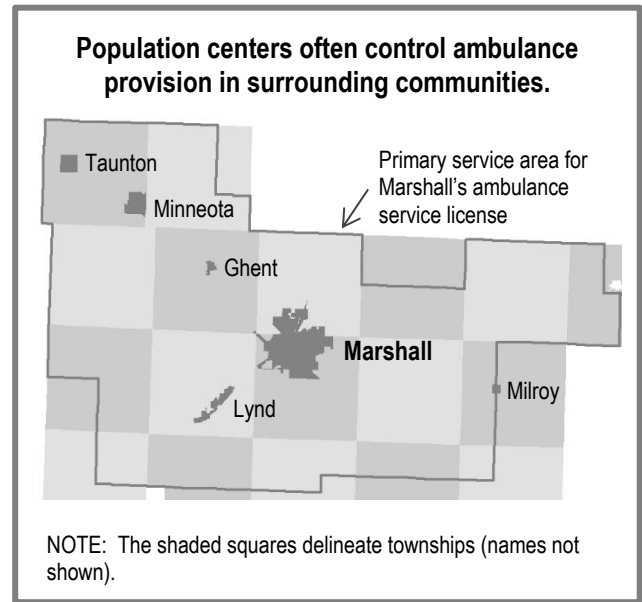 Population centers often control ambulance
provision in surrounding communities.
Taunton
Primary service area for
Marshall's ambulance
service license
Minneota
Ghent
Marshall
Milroy
Lynd
NOTE:  The shaded squares delineate townships (names not
shown).